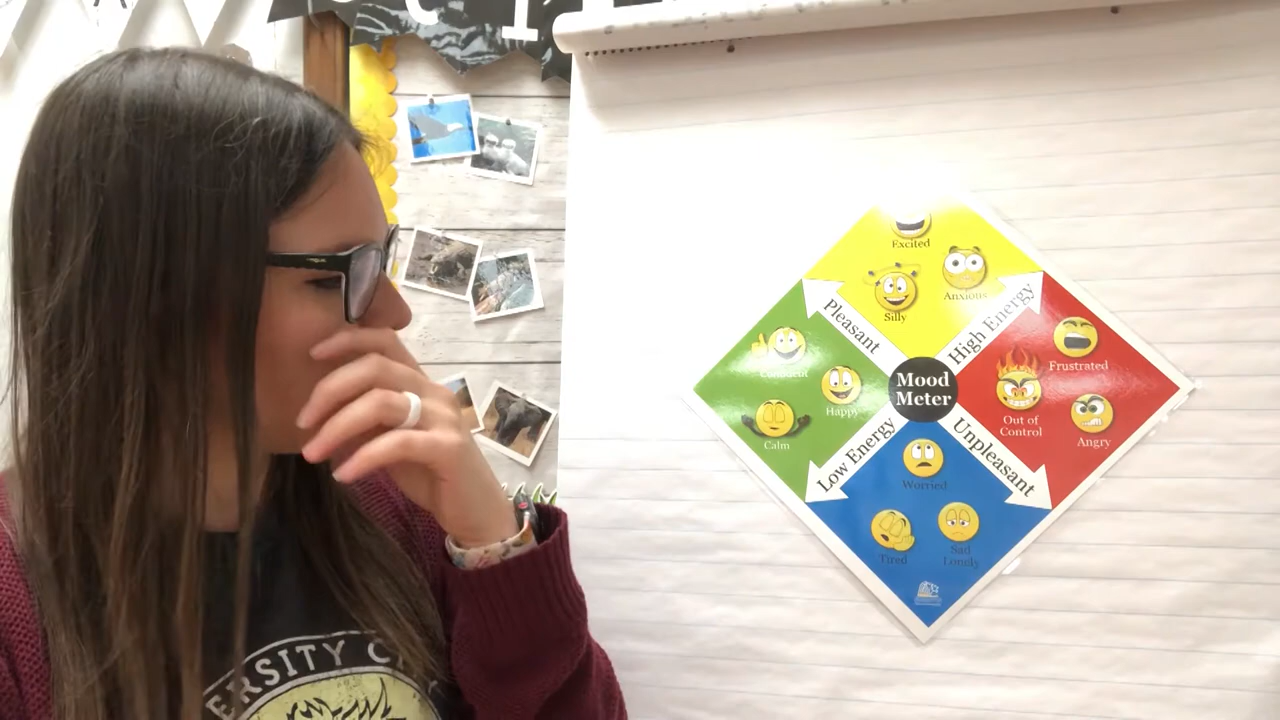 Excited
Anxious
Silly
Pleasant
High Energy
Frustrated
Happy
Mood
Meter
Out of
Control
Angry
Calm
Low Energy
Unpleasant
Worried
Tired
Sad
Lonely
ERSITY C